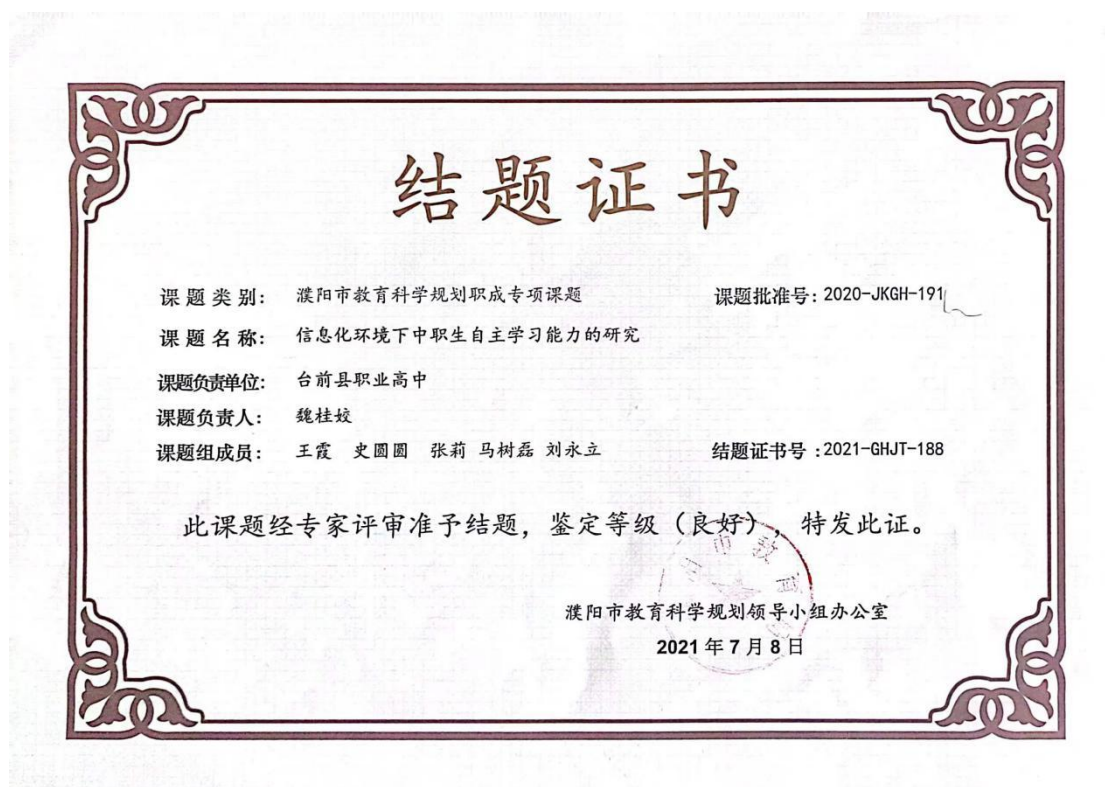 结题证书
课题类别： 濮阳市教育科学规划职成专项课题 课题批准号：2020-JKGH-191
课题名称： 信息化环境下中职生自主学习能力的研究
课题负责单位： 台前县职业高中
课题负责人： 魏桂姣
课题组成员： 王霞 史圆圆 张莉 马树磊 刘永立 结题证书号：2021-GHJT-188
此课题经专家评审准予结题，鉴定等级（良好），特发此证。
市教育
濮阳市教育科学规划领导小组办公室
2021年7月8日